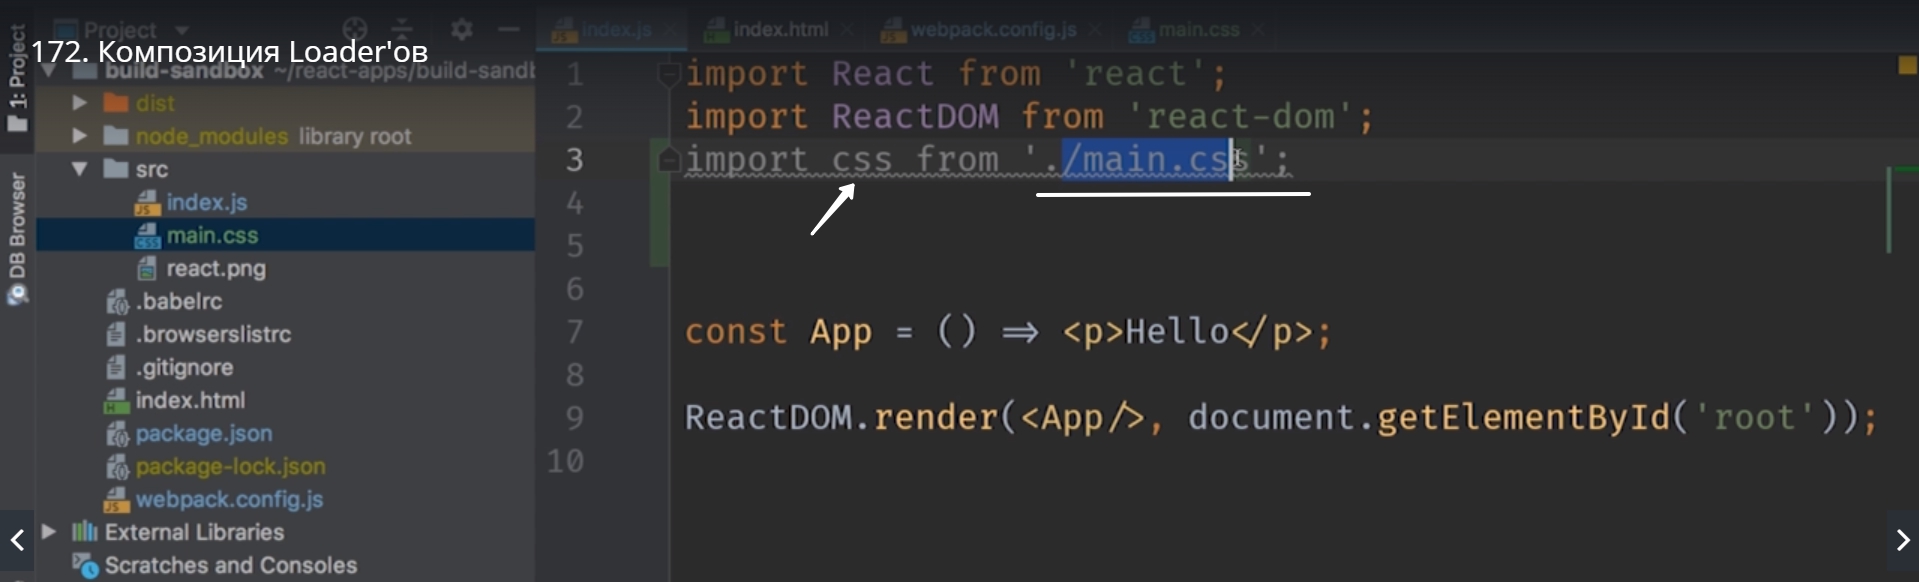 Project
index.js
index.html
webpack.config.js
main.css
172. Композиция Loader'ов
1: Project
DB Browser
build-sandbox ~/react-apps/build-sandb
dist
node_modules library root
src
index.js
main.css
react.png
.babelrc
.browserslistrc
.gitignore
index.html
package.json
package-lock.json
webpack.config.js
External Libraries
Scratches and Consoles
1 import React from 'react';
2 import ReactDOM from 'react-dom';
3 import css from './main.css';
4
5
6
7 const App = () => <p>Hello</p>;
8
9 ReactDOM.render(<App/>, document.getElementById('root'));
10